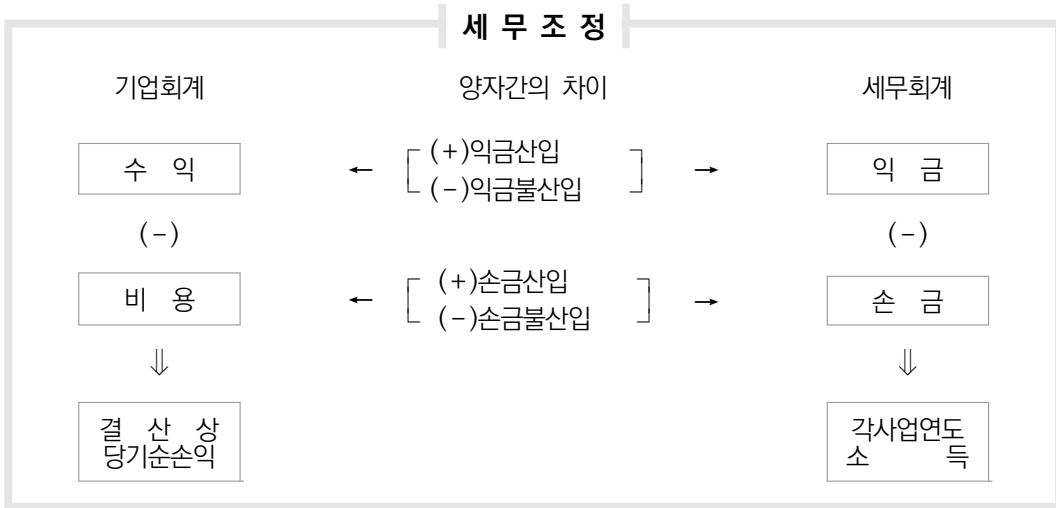 세 무 조 정
기업회계 양자간의 차이 세무회계
수 익 ← (+)익금산입 → 익 금
(-)익금불산입
(-) (-)
비 용 ← (+)손금산입 → 손 금
(-)손금불산입
⇓ ⇓
결 산 상 각사업연도
당기순손익 소 득